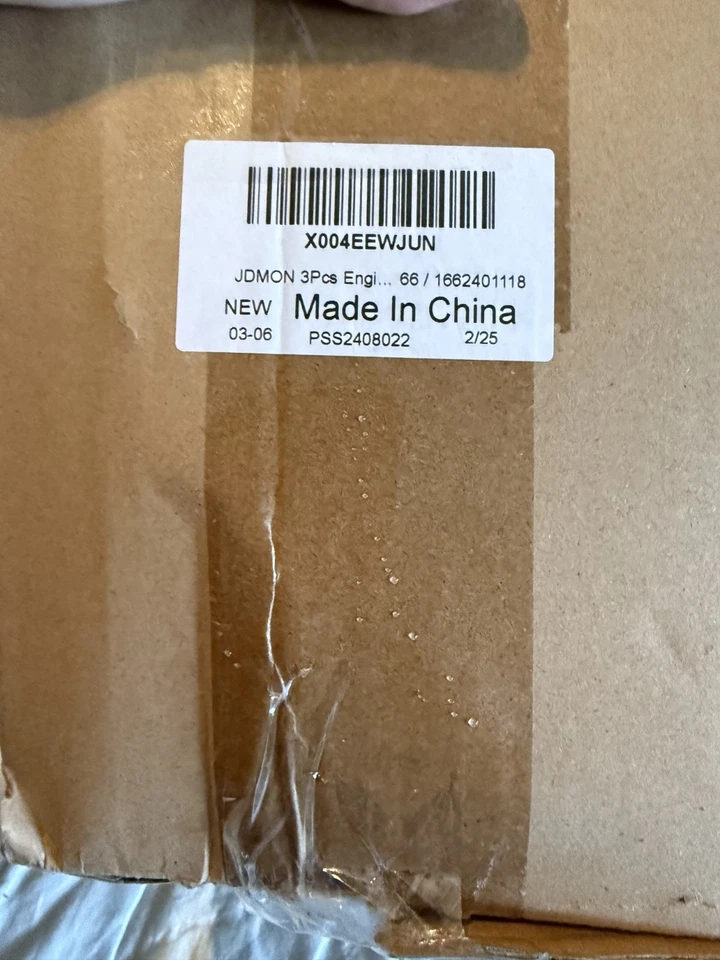 X004EEWJUN
JDMON 3Pcs Engi... 66 / 1662401118
NEW Made In China
03-06 PSS2408022 2/25